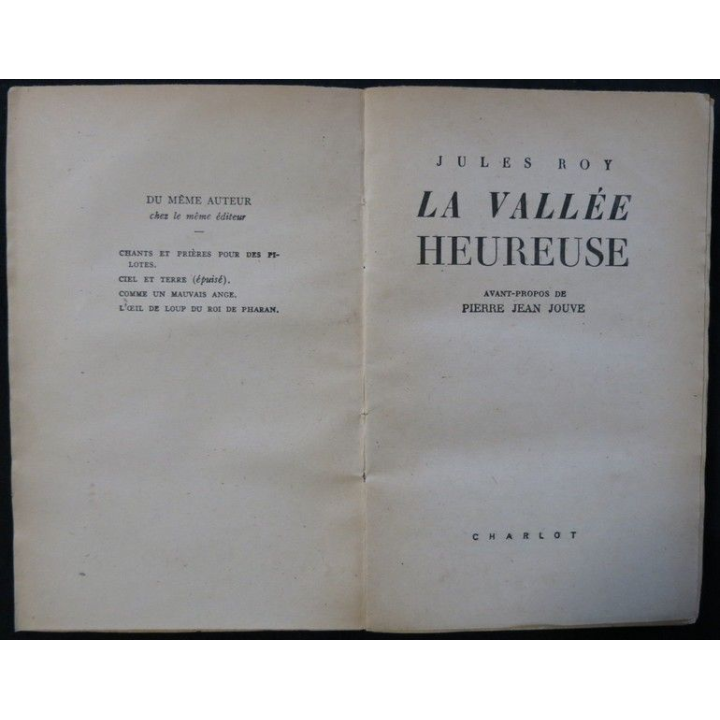 DU MÊME AUTEUR
chez le même éditeur
—
CHANTS ET PRIÈRES POUR DES PI-
LOTES.
CIEL ET TERRE (épuisé).
COMME UN MAUVAIS ANGE.
L'ŒIL DE LOUP DU ROI DE PHARAN.
JULES ROY
LA VALLÉE
HEUREUSE
AVANT-PROPOS DE
PIERRE JEAN JOUVE
CHARLOT